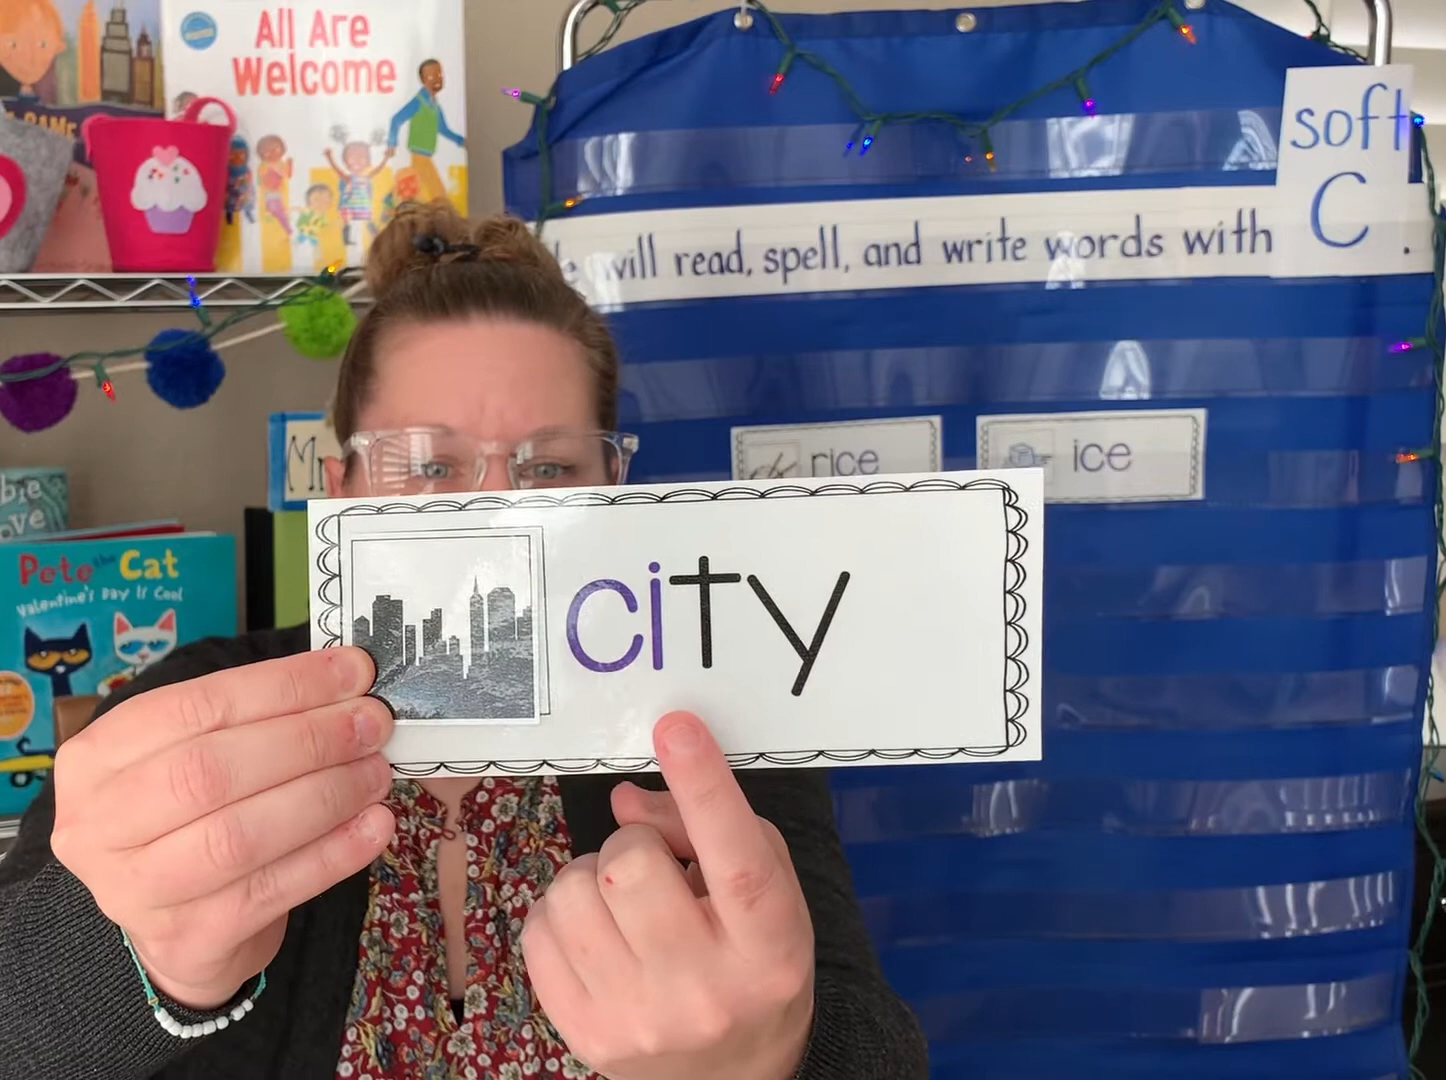 All Are
Welcome
GAME
soft
C
will read, spell, and write words with .
rice
ice
city
Pete the Cat
Valentine's Day Is Cool